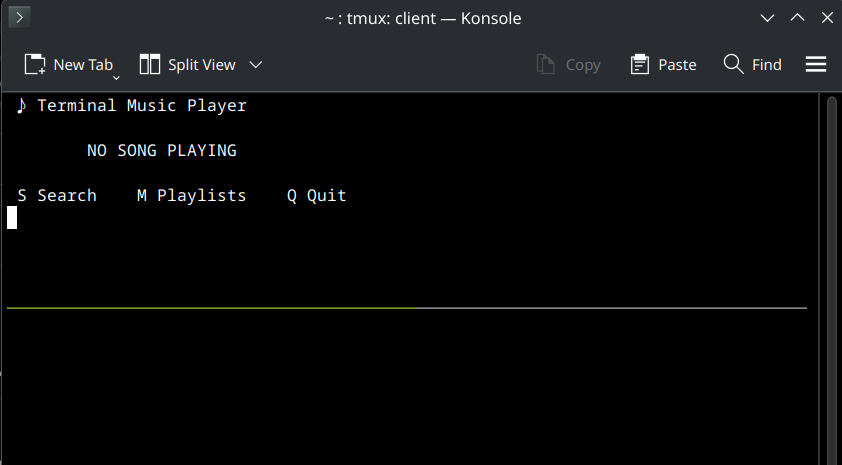 ~ : tmux: client — Konsole
New Tab Split View Copy Paste Find
♪ Terminal Music Player
NO SONG PLAYING
S Search M Playlists Q Quit